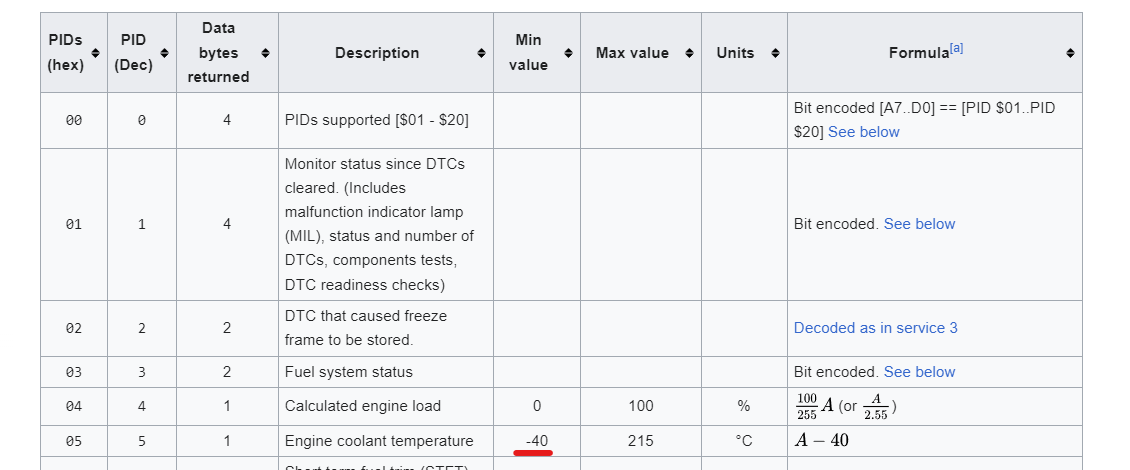 PIDs (hex) PID (Dec) Data bytes returned Description Min value Max value Units Formula[a]
00 0 4 PIDs supported [$01 - $20] Bit encoded [A7..D0] == [PID $01..PID
$20] See below
01 1 4 Monitor status since DTCs
cleared. (Includes
malfunction indicator lamp
(MIL), status and number of
DTCs, components tests,
DTC readiness checks) Bit encoded. See below
02 2 2 DTC that caused freeze
frame to be stored. Decoded as in service 3
03 3 2 Fuel system status Bit encoded. See below
04 4 1 Calculated engine load 0 100 % 100/255 A (or A/2.55)
05 5 1 Engine coolant temperature -40 215 °C A − 40